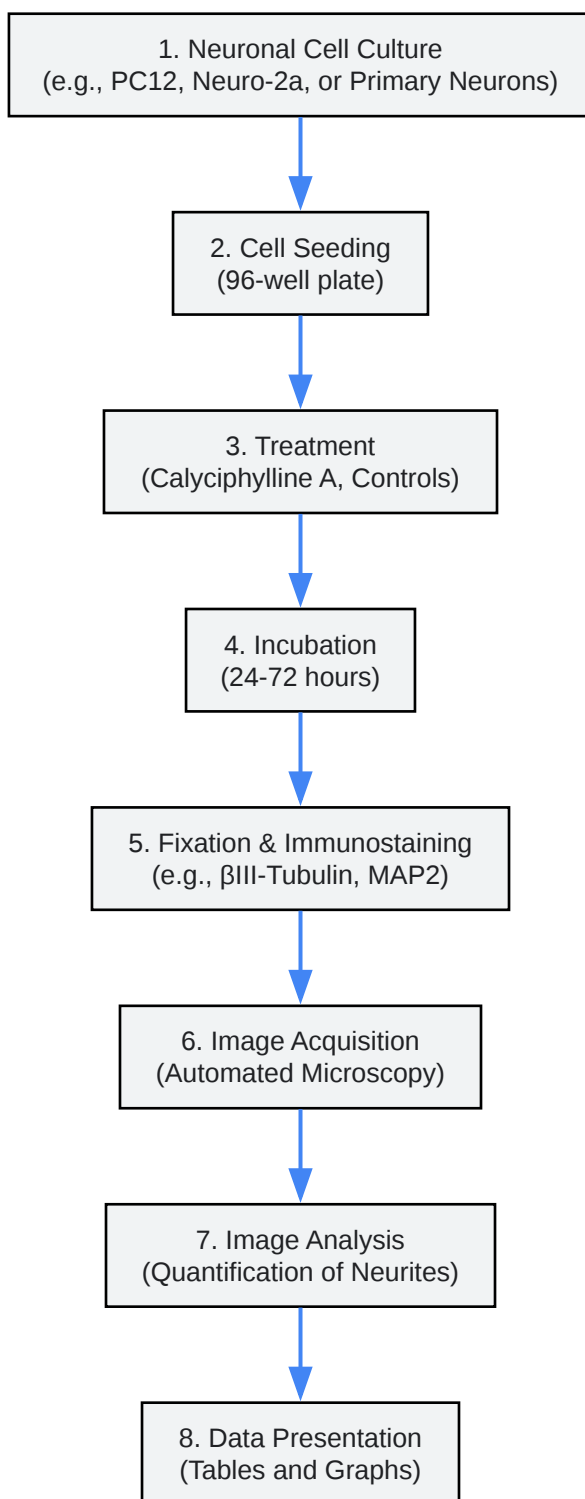 1. Neuronal Cell Culture
(e.g., PC12, Neuro-2a, or Primary Neurons)
2. Cell Seeding
(96-well plate)
3. Treatment
(Calyciphylline A, Controls)
4. Incubation
(24-72 hours)
5. Fixation & Immunostaining
(e.g., βIII-Tubulin, MAP2)
6. Image Acquisition
(Automated Microscopy)
7. Image Analysis
(Quantification of Neurites)
8. Data Presentation
(Tables and Graphs)